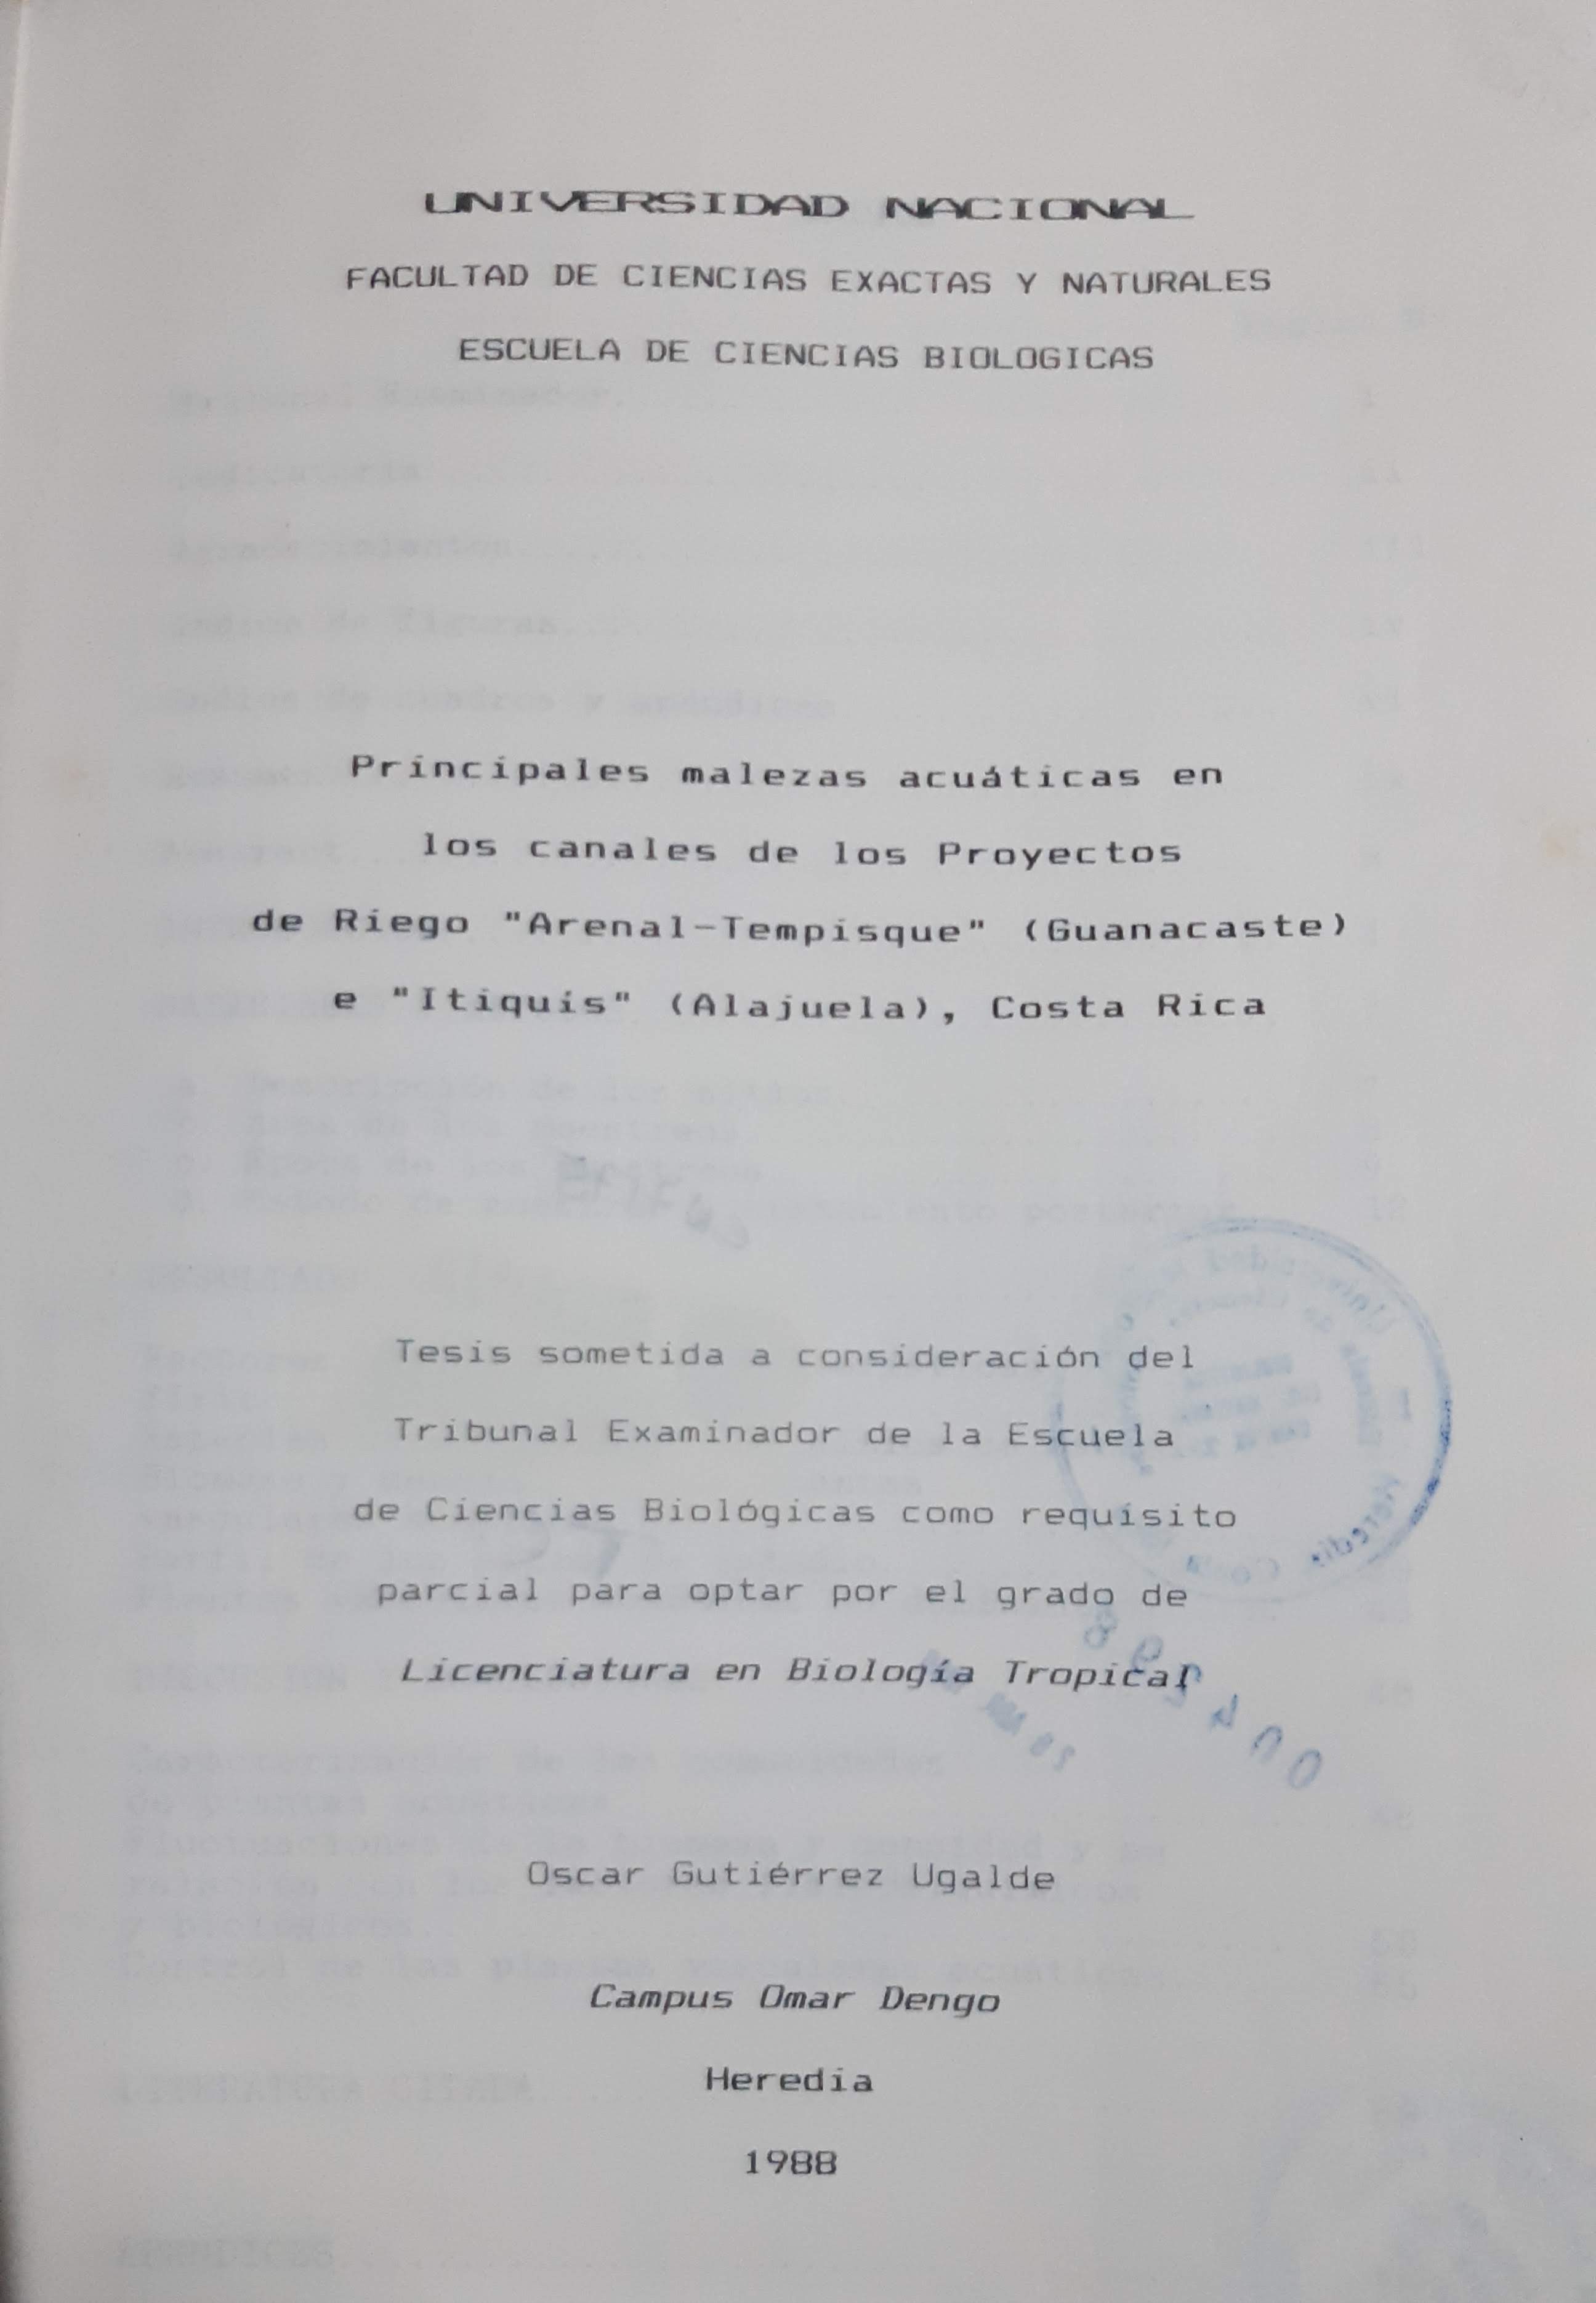 UNIVERSIDAD NACIONAL
FACULTAD DE CIENCIAS EXACTAS Y NATURALES
ESCUELA DE CIENCIAS BIOLOGICAS
Principales malezas acuáticas en
los canales de los Proyectos
de Riego "Arenal-Tempisque" (Guanacaste)
e "Itiquís" (Alajuela), Costa Rica
Tesis sometida a consideración del
Tribunal Examinador de la Escuela
de Ciencias Biológicas como requisito
parcial para optar por el grado de
Licenciatura en Biología Tropical
Oscar Gutiérrez Ugalde
Campus Omar Dengo
Heredia
1988